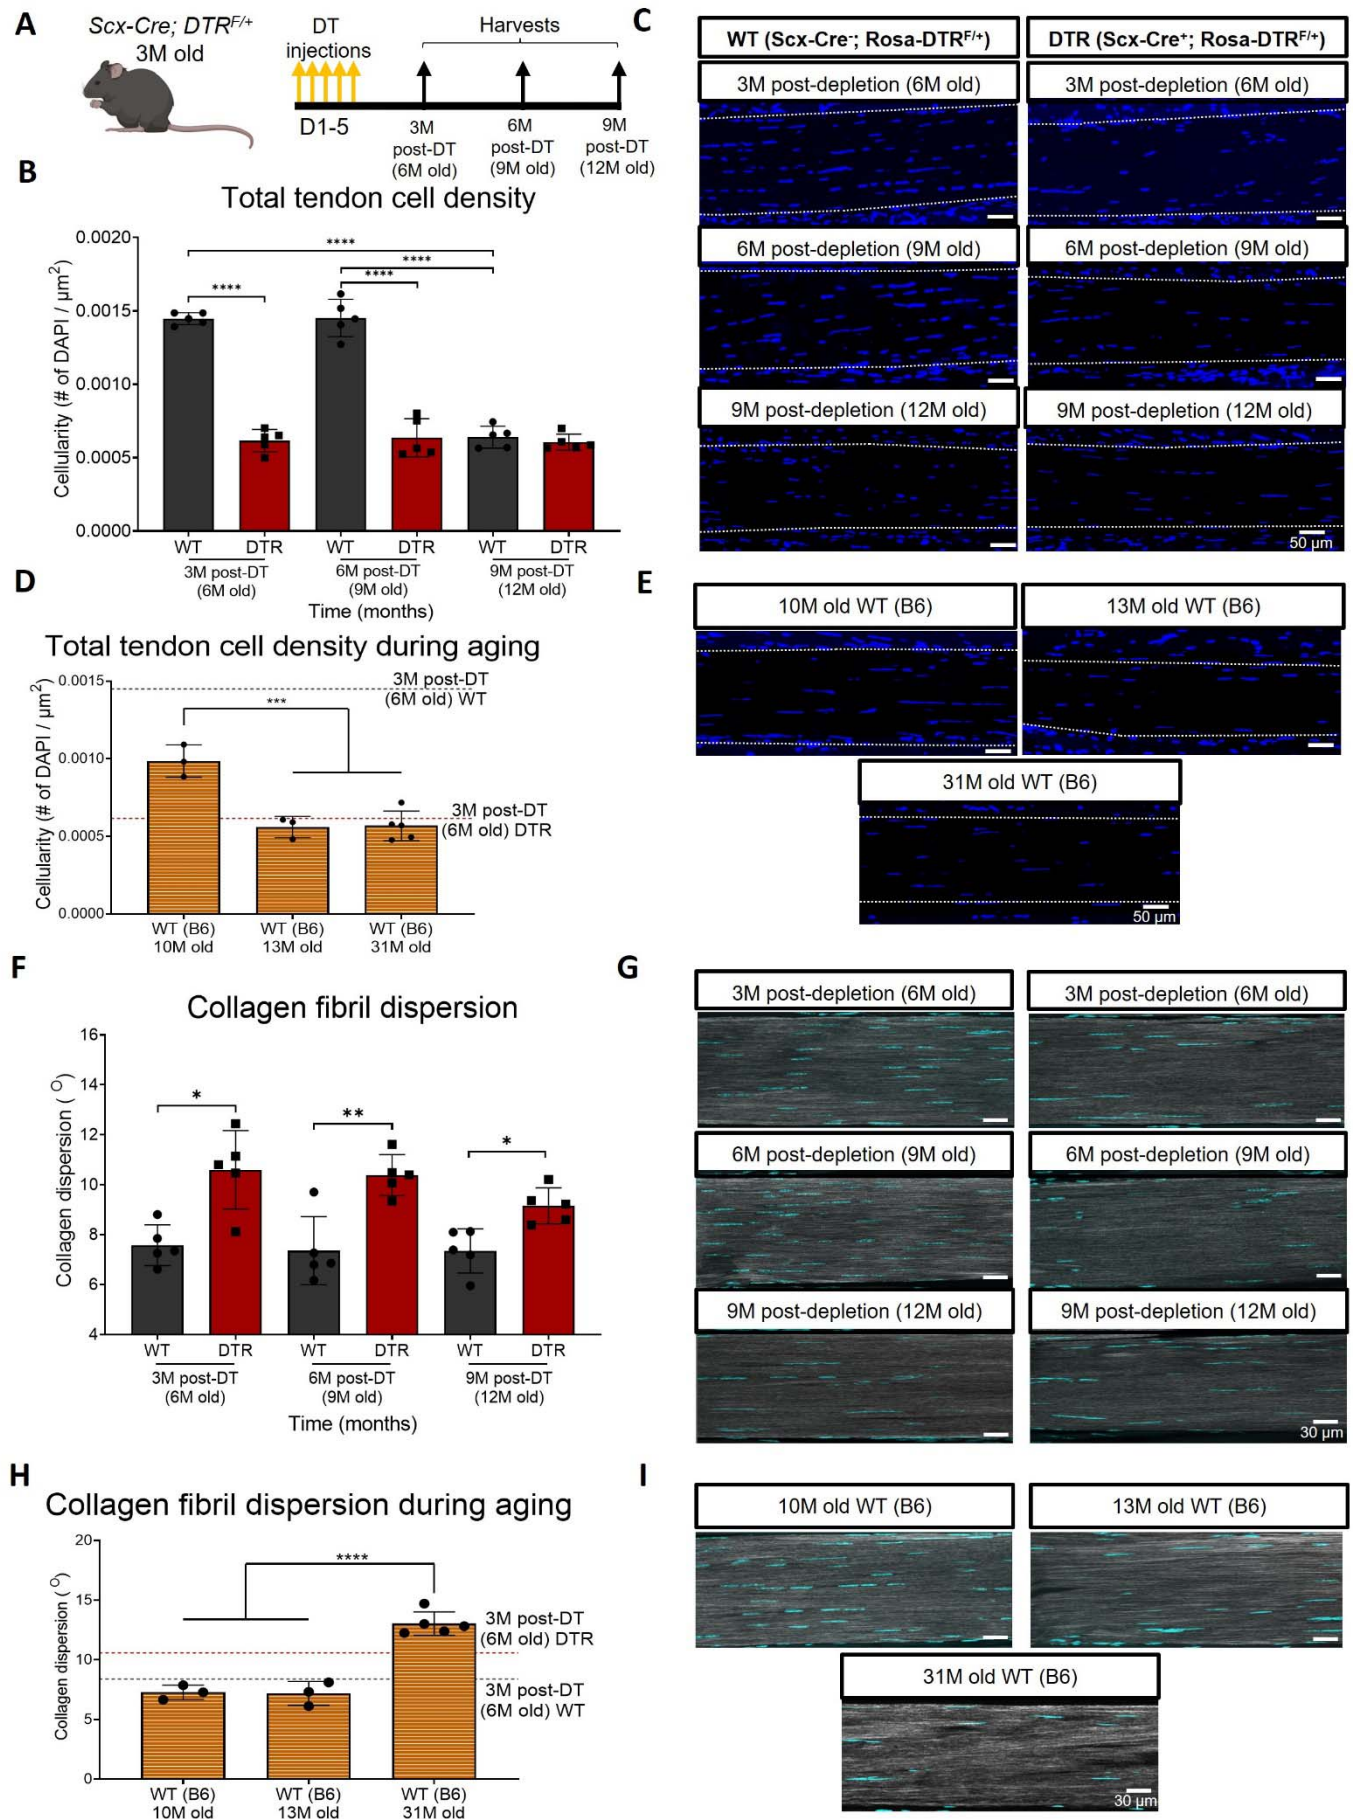 A
Scx-Cre; DTR^F/+
3M old
DT
injections
Harvests
D1-5
3M
post-DT
(6M old)
6M
post-DT
(9M old)
9M
post-DT
(12M old)
B
Total tendon cell density
Cellularity (# of DAPI / µm²)
0.0020
0.0015
0.0010
0.0005
0.0000
****
****
****
****
WT
DTR
WT
DTR
WT
DTR
3M post-DT
(6M old)
6M post-DT
(9M old)
9M post-DT
(12M old)
Time (months)
C
WT (Scx-Cre⁻; Rosa-DTR^F/+)
DTR (Scx-Cre⁺; Rosa-DTR^F/+)
3M post-depletion (6M old)
3M post-depletion (6M old)
6M post-depletion (9M old)
6M post-depletion (9M old)
9M post-depletion (12M old)
9M post-depletion (12M old)
50 µm
D
Total tendon cell density during aging
Cellularity (# of DAPI / µm²)
0.0015
0.0010
0.0005
0.0000
3M post-DT
(6M old) WT
***
3M post-DT
(6M old) DTR
WT (B6)
10M old
WT (B6)
13M old
WT (B6)
31M old
E
10M old WT (B6)
13M old WT (B6)
31M old WT (B6)
50 µm
F
Collagen fibril dispersion
Collagen dispersion (°)
16
14
12
10
8
6
4
*
**
*
WT
DTR
WT
DTR
WT
DTR
3M post-DT
(6M old)
6M post-DT
(9M old)
9M post-DT
(12M old)
Time (months)
G
3M post-depletion (6M old)
3M post-depletion (6M old)
6M post-depletion (9M old)
6M post-depletion (9M old)
9M post-depletion (12M old)
9M post-depletion (12M old)
30 µm
H
Collagen fibril dispersion during aging
Collagen dispersion (°)
20
15
10
5
0
****
3M post-DT
(6M old) DTR
3M post-DT
(6M old) WT
WT (B6)
10M old
WT (B6)
13M old
WT (B6)
31M old
I
10M old WT (B6)
13M old WT (B6)
31M old WT (B6)
30 µm